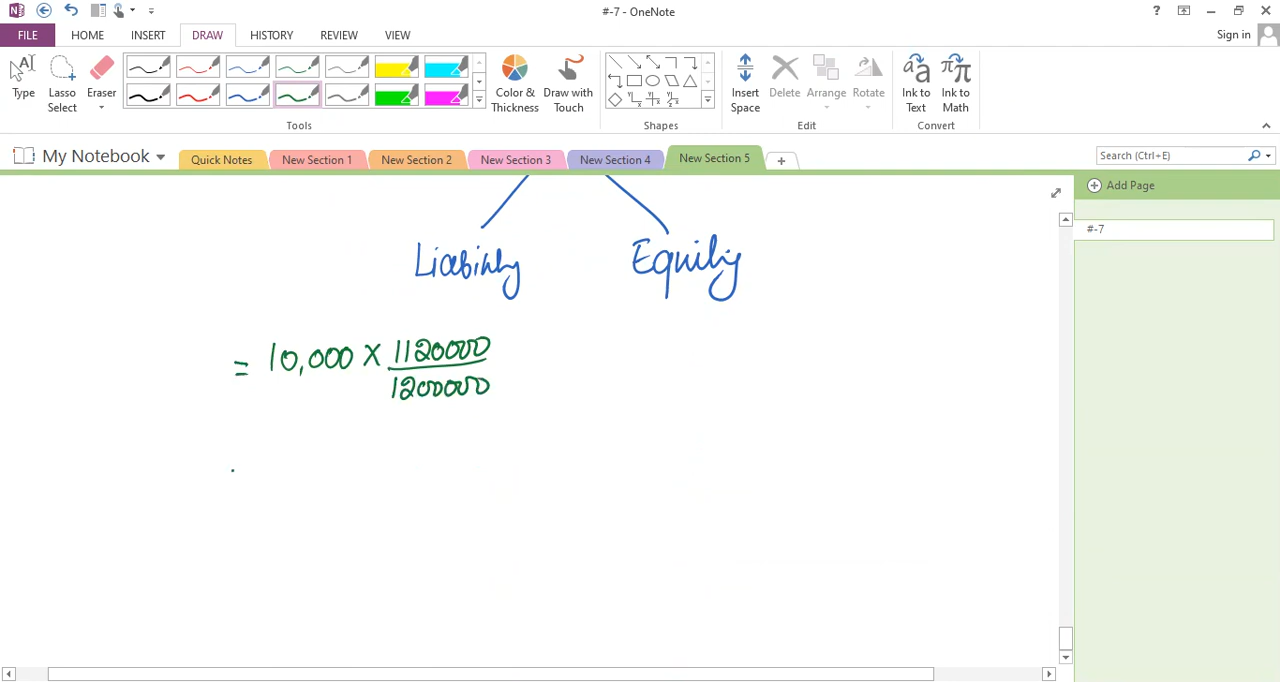 #-7 - OneNote
? Sign in
FILE HOME INSERT DRAW HISTORY REVIEW VIEW
Type Lasso Select Eraser Color & Thickness Draw with Touch Insert Space Delete Arrange Rotate Ink to Text Ink to Math
Tools Shapes Edit Convert
My Notebook Quick Notes New Section 1 New Section 2 New Section 3 New Section 4 New Section 5 Search (Ctrl+E)
Add Page
#-7
Liability Equity
= 10,000 × 1120000
1200000